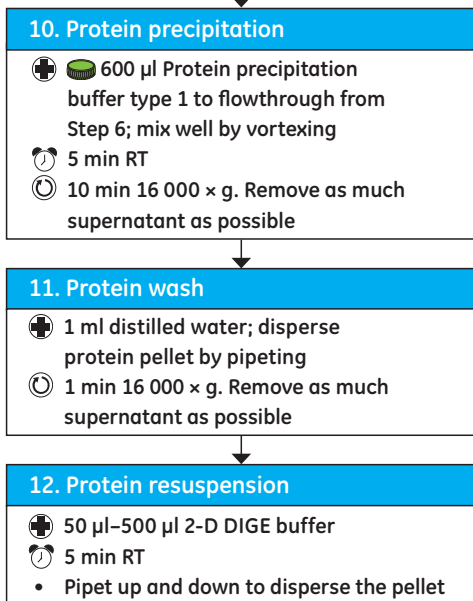 10. Protein precipitation
600 µl Protein precipitation
buffer type 1 to flowthrough from
Step 6; mix well by vortexing
5 min RT
10 min 16 000 × g. Remove as much
supernatant as possible
11. Protein wash
1 ml distilled water; disperse
protein pellet by pipeting
1 min 16 000 × g. Remove as much
supernatant as possible
12. Protein resuspension
50 µl–500 µl 2-D DIGE buffer
5 min RT
• Pipet up and down to disperse the pellet